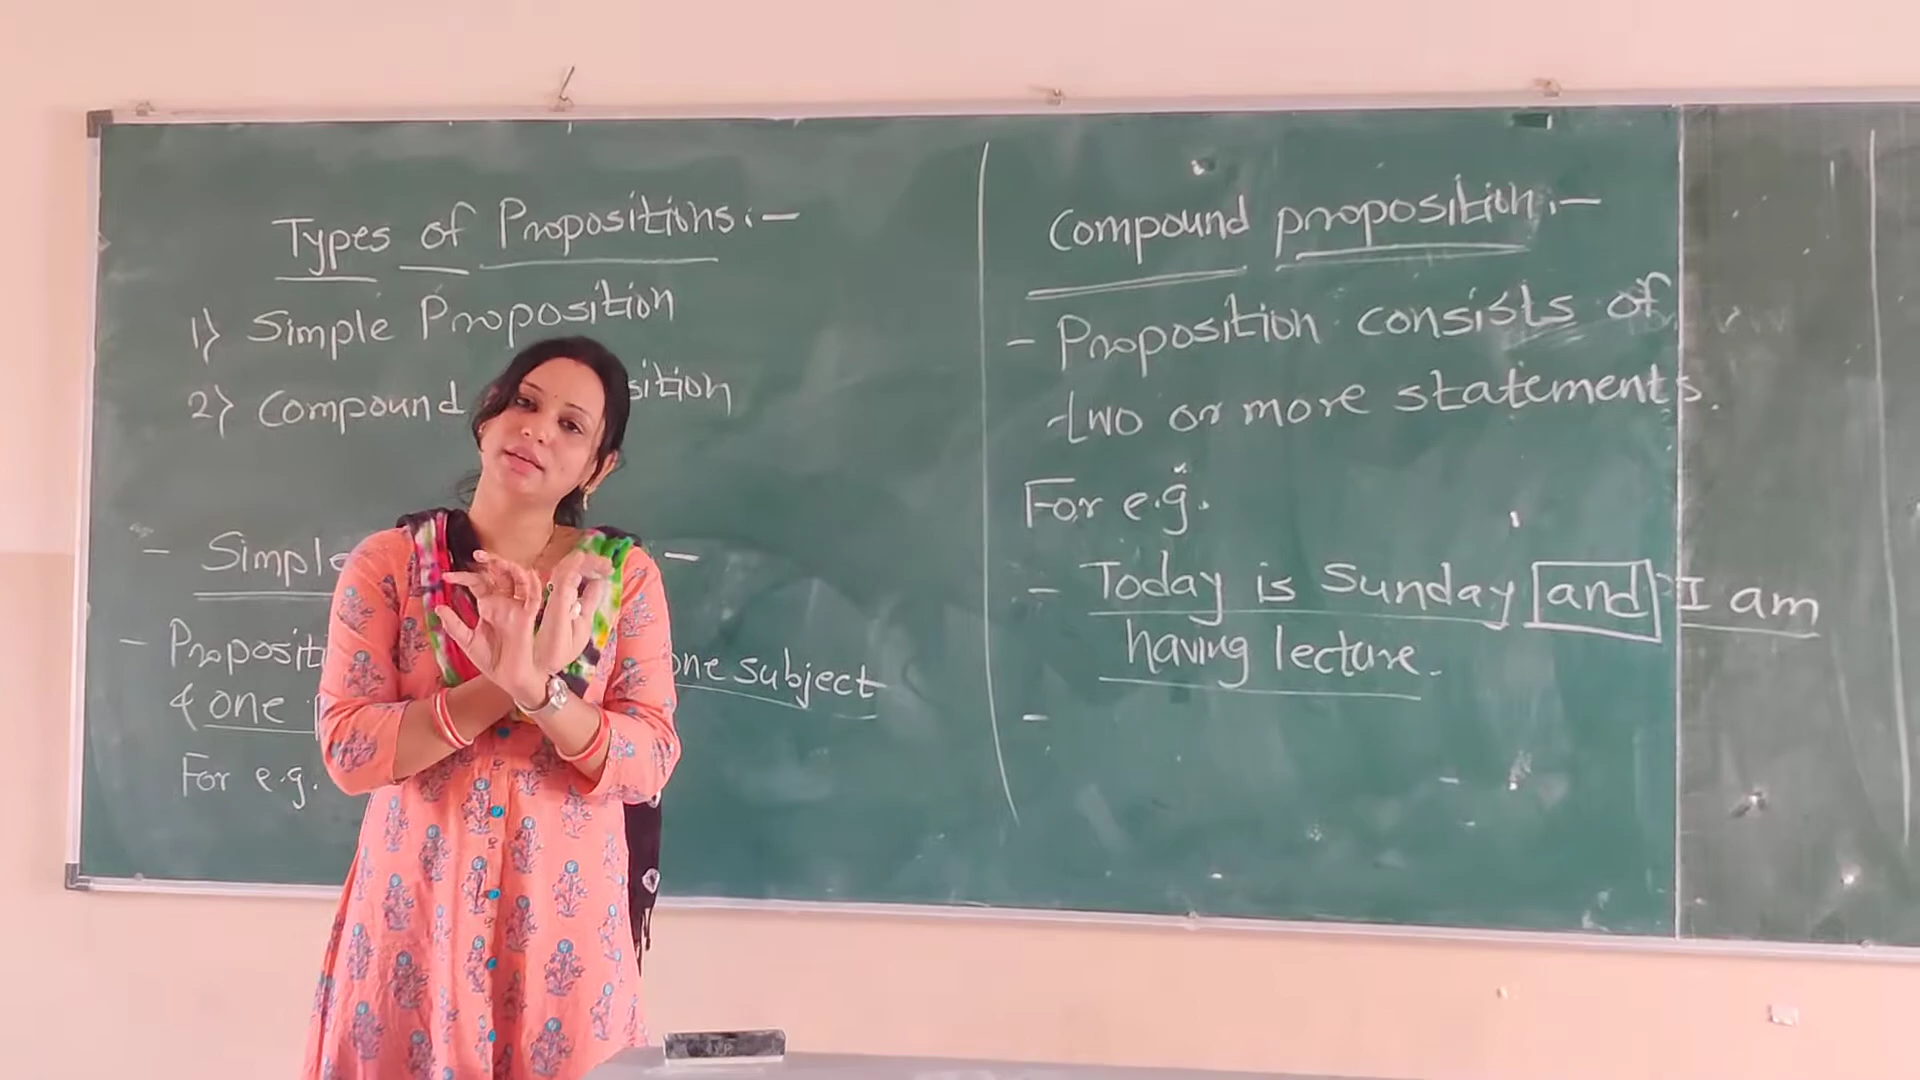 Types of Propositions:-
1) Simple Proposition
2) Compound sition
- Simple -
- Propositi one subject
& one
For e.g.
Compound proposition:-
- Proposition consists of
two or more statements.
For e.g.
- Today is Sunday and I am
having lecture.
-